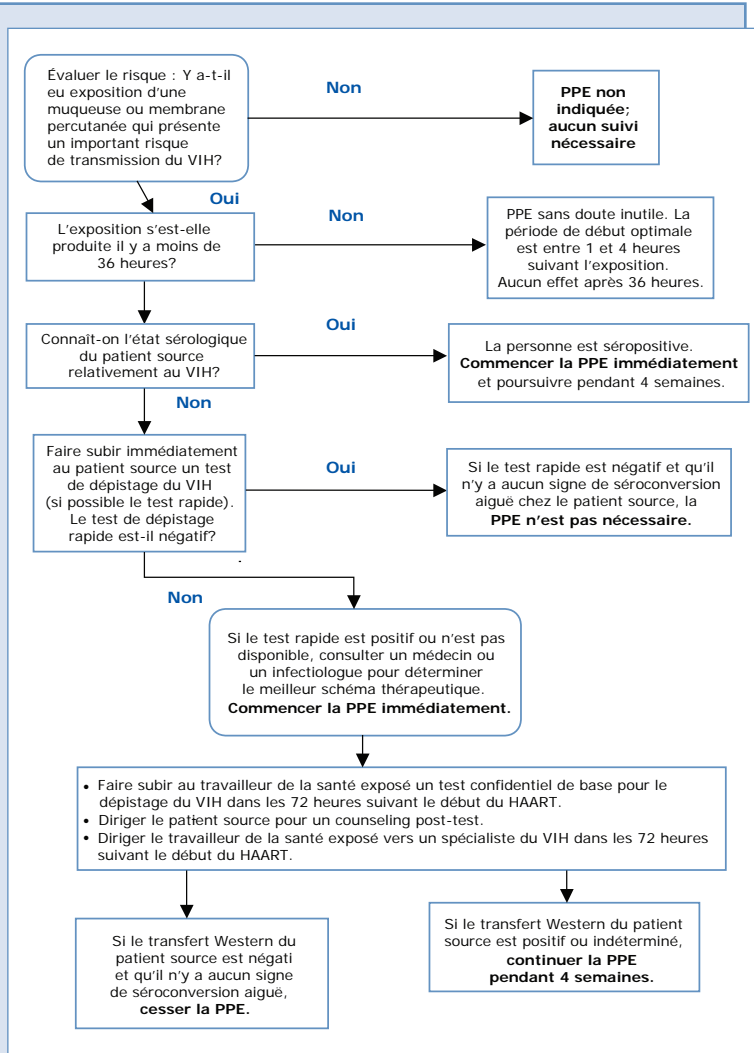 Évaluer le risque : Y a-t-il
eu exposition d'une
muqueuse ou membrane
percutanée qui présente
un important risque
de transmission du VIH?
Non
PPE non
indiquée;
aucun suivi
nécessaire
Oui
L'exposition s'est-elle
produite il y a moins de
36 heures?
Non
PPE sans doute inutile. La
période de début optimale
est entre 1 et 4 heures
suivant l'exposition.
Aucun effet après 36 heures.
Connaît-on l'état sérologique
du patient source
relativement au VIH?
Oui
La personne est séropositive.
Commencer la PPE immédiatement
et poursuivre pendant 4 semaines.
Non
Faire subir immédiatement
au patient source un test
de dépistage du VIH
(si possible le test rapide).
Le test de dépistage
rapide est-il négatif?
Oui
Si le test rapide est négatif et qu'il
n'y a aucun signe de séroconversion
aiguë chez le patient source, la
PPE n'est pas nécessaire.
Non
Si le test rapide est positif ou n'est pas
disponible, consulter un médecin ou
un infectiologue pour déterminer
le meilleur schéma thérapeutique.
Commencer la PPE immédiatement.
• Faire subir au travailleur de la santé exposé un test confidentiel de base pour le
dépistage du VIH dans les 72 heures suivant le début du HAART.
• Diriger le patient source pour un counseling post-test.
• Diriger le travailleur de la santé exposé vers un spécialiste du VIH dans les 72 heures
suivant le début du HAART.
Si le transfert Western du
patient source est négati
et qu'il n'y a aucun signe
de séroconversion aiguë,
cesser la PPE.
Si le transfert Western du patient
source est positif ou indéterminé,
continuer la PPE
pendant 4 semaines.